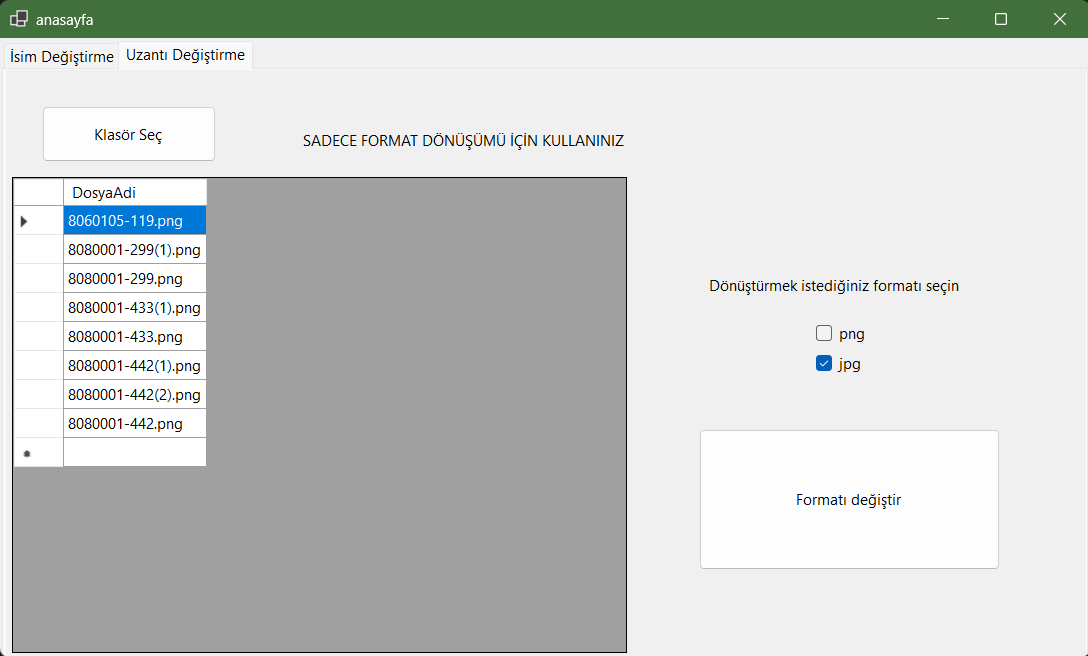 anasayfa
İsim Değiştirme
Uzantı Değiştirme
Klasör Seç
SADECE FORMAT DÖNÜŞÜMÜ İÇİN KULLANINIZ
DosyaAdi
8060105-119.png
8080001-299(1).png
8080001-299.png
8080001-433(1).png
8080001-433.png
8080001-442(1).png
8080001-442(2).png
8080001-442.png
Dönüştürmek istediğiniz formatı seçin
png
jpg
Formatı değiştir